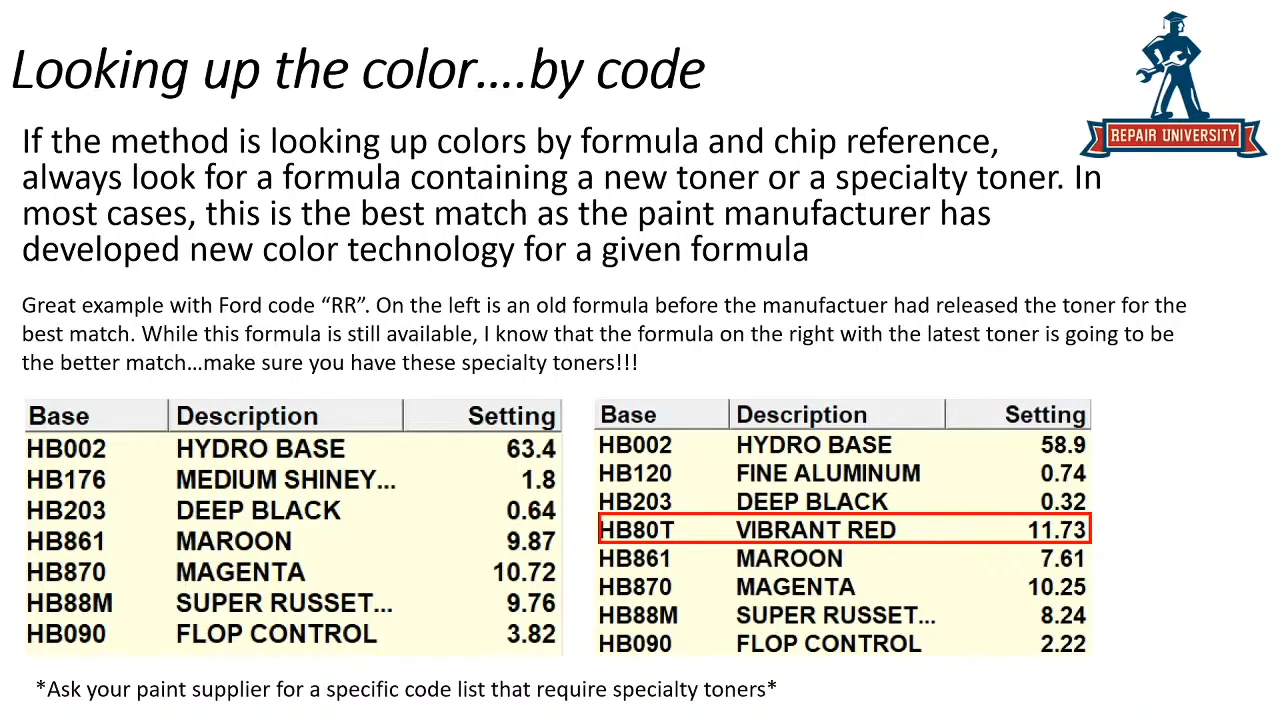 Looking up the color....by code
REPAIR UNIVERSITY
If the method is looking up colors by formula and chip reference,
always look for a formula containing a new toner or a specialty toner. In
most cases, this is the best match as the paint manufacturer has
developed new color technology for a given formula
Great example with Ford code “RR”. On the left is an old formula before the manufactuer had released the toner for the
best match. While this formula is still available, I know that the formula on the right with the latest toner is going to be
the better match…make sure you have these specialty toners!!!
Base Description Setting
HB002 HYDRO BASE 63.4
HB176 MEDIUM SHINEY... 1.8
HB203 DEEP BLACK 0.64
HB861 MAROON 9.87
HB870 MAGENTA 10.72
HB88M SUPER RUSSET... 9.76
HB090 FLOP CONTROL 3.82
Base Description Setting
HB002 HYDRO BASE 58.9
HB120 FINE ALUMINUM 0.74
HB203 DEEP BLACK 0.32
HB80T VIBRANT RED 11.73
HB861 MAROON 7.61
HB870 MAGENTA 10.25
HB88M SUPER RUSSET... 8.24
HB090 FLOP CONTROL 2.22
*Ask your paint supplier for a specific code list that require specialty toners*